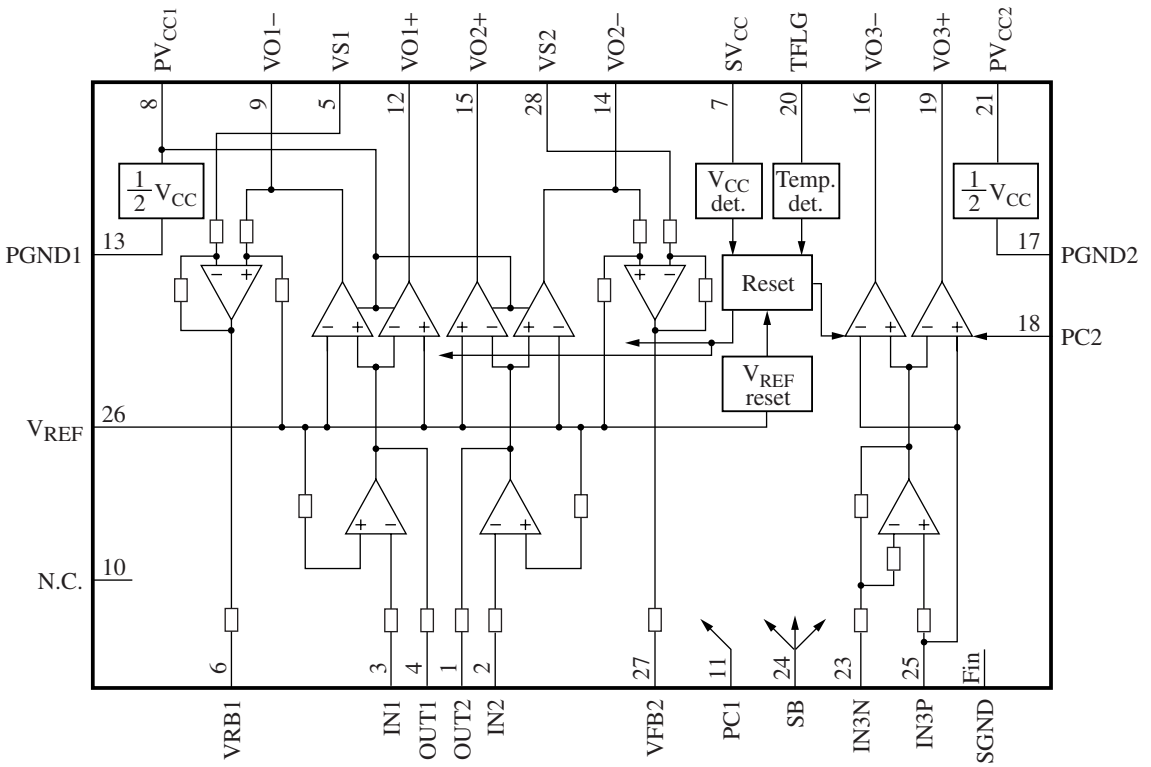 PVCC1
VO1−
VS1
VO1+
VO2+
VS2
VO2−
SVCC
TFLG
VO3−
VO3+
PVCC2
8
9
5
12
15
28
14
7
20
16
19
21
1/2 VCC
VCC det.
Temp. det.
1/2 VCC
PGND1
13
17
PGND2
− +
+ −
Reset
− +
− +
+ −
− +
− +
− +
18
PC2
VREF reset
VREF
26
+ −
− +
− +
N.C.
10
6
3
4
1
2
27
11
24
23
25
Fin
VRB1
IN1
OUT1
OUT2
IN2
VFB2
PC1
SB
IN3N
IN3P
SGND